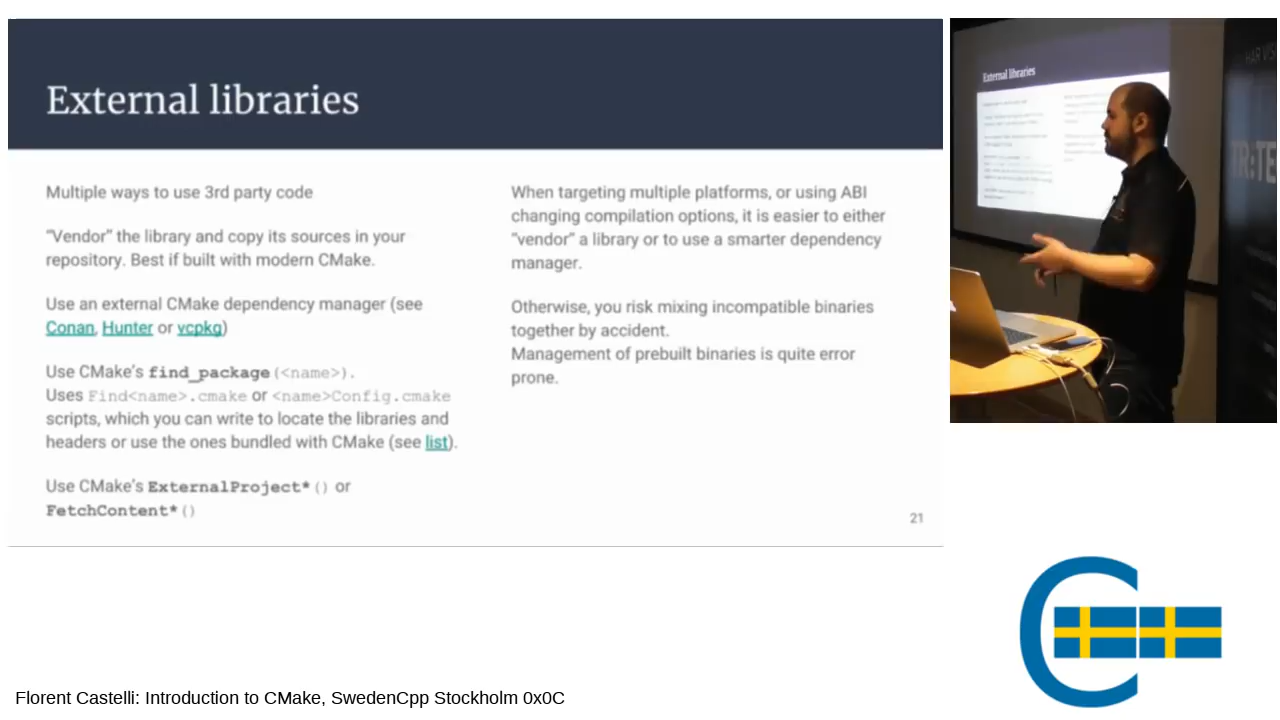 External libraries
Multiple ways to use 3rd party code
“Vendor” the library and copy its sources in your
repository. Best if built with modern CMake.
Use an external CMake dependency manager (see
Conan, Hunter or vcpkg)
Use CMake’s find_package(<name>).
Uses Find<name>.cmake or <name>Config.cmake
scripts, which you can write to locate the libraries and
headers or use the ones bundled with CMake (see list).
Use CMake’s ExternalProject*() or
FetchContent*()
When targeting multiple platforms, or using ABI
changing compilation options, it is easier to either
“vendor” a library or to use a smarter dependency
manager.
Otherwise, you risk mixing incompatible binaries
together by accident.
Management of prebuilt binaries is quite error
prone.
21
External libraries
HAR VIS
TR:TE
C
Florent Castelli: Introduction to CMake, SwedenCpp Stockholm 0x0C